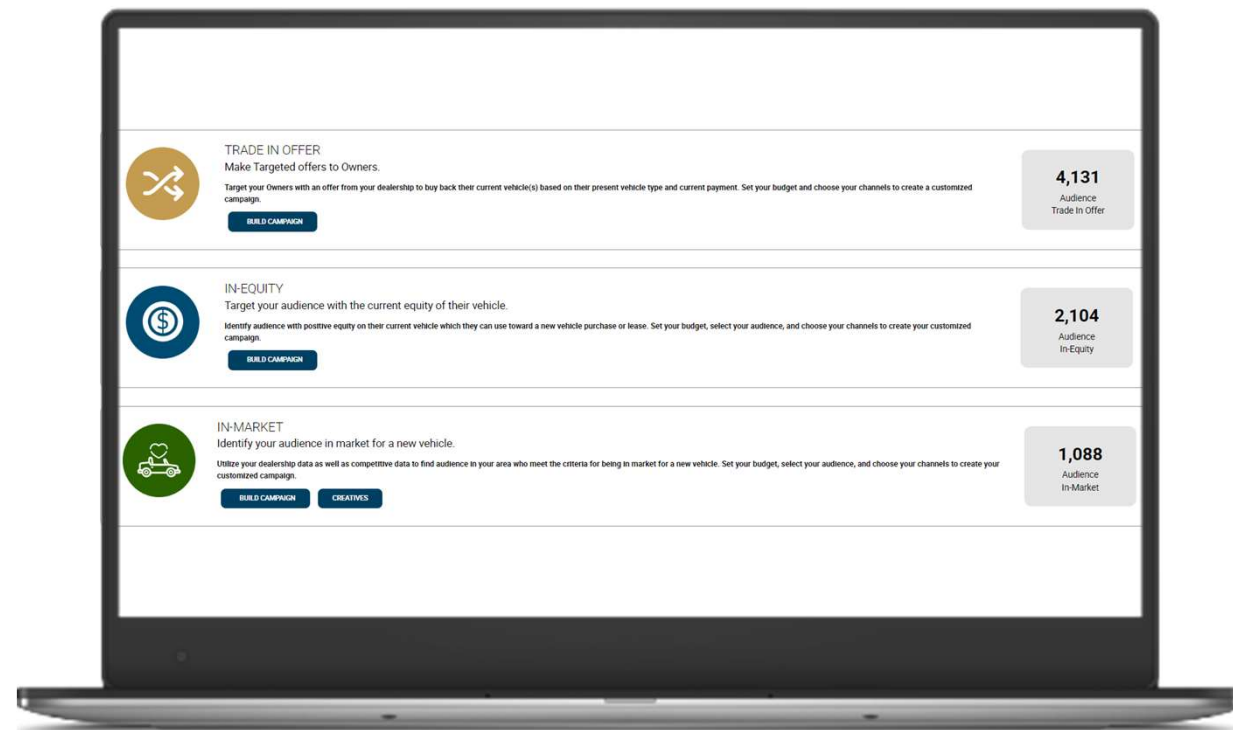 TRADE IN OFFER
Make Targeted offers to Owners.
Target your Owners with an offer from your dealership to buy back their current vehicle(s) based on their present vehicle type and current payment. Set your budget and choose your channels to create a customized
campaign.
BUILD CAMPAIGN
4,131
Audience
Trade In Offer
IN-EQUITY
Target your audience with the current equity of their vehicle.
Identify audience with positive equity on their current vehicle which they can use toward a new vehicle purchase or lease. Set your budget, select your audience, and choose your channels to create your customized
campaign.
BUILD CAMPAIGN
2,104
Audience
In-Equity
IN-MARKET
Identify your audience in market for a new vehicle.
Utilize your dealership data as well as competitive data to find audience in your area who meet the criteria for being in market for a new vehicle. Set your budget, select your audience, and choose your channels to create your
customized campaign.
BUILD CAMPAIGN CREATIVES
1,088
Audience
In-Market